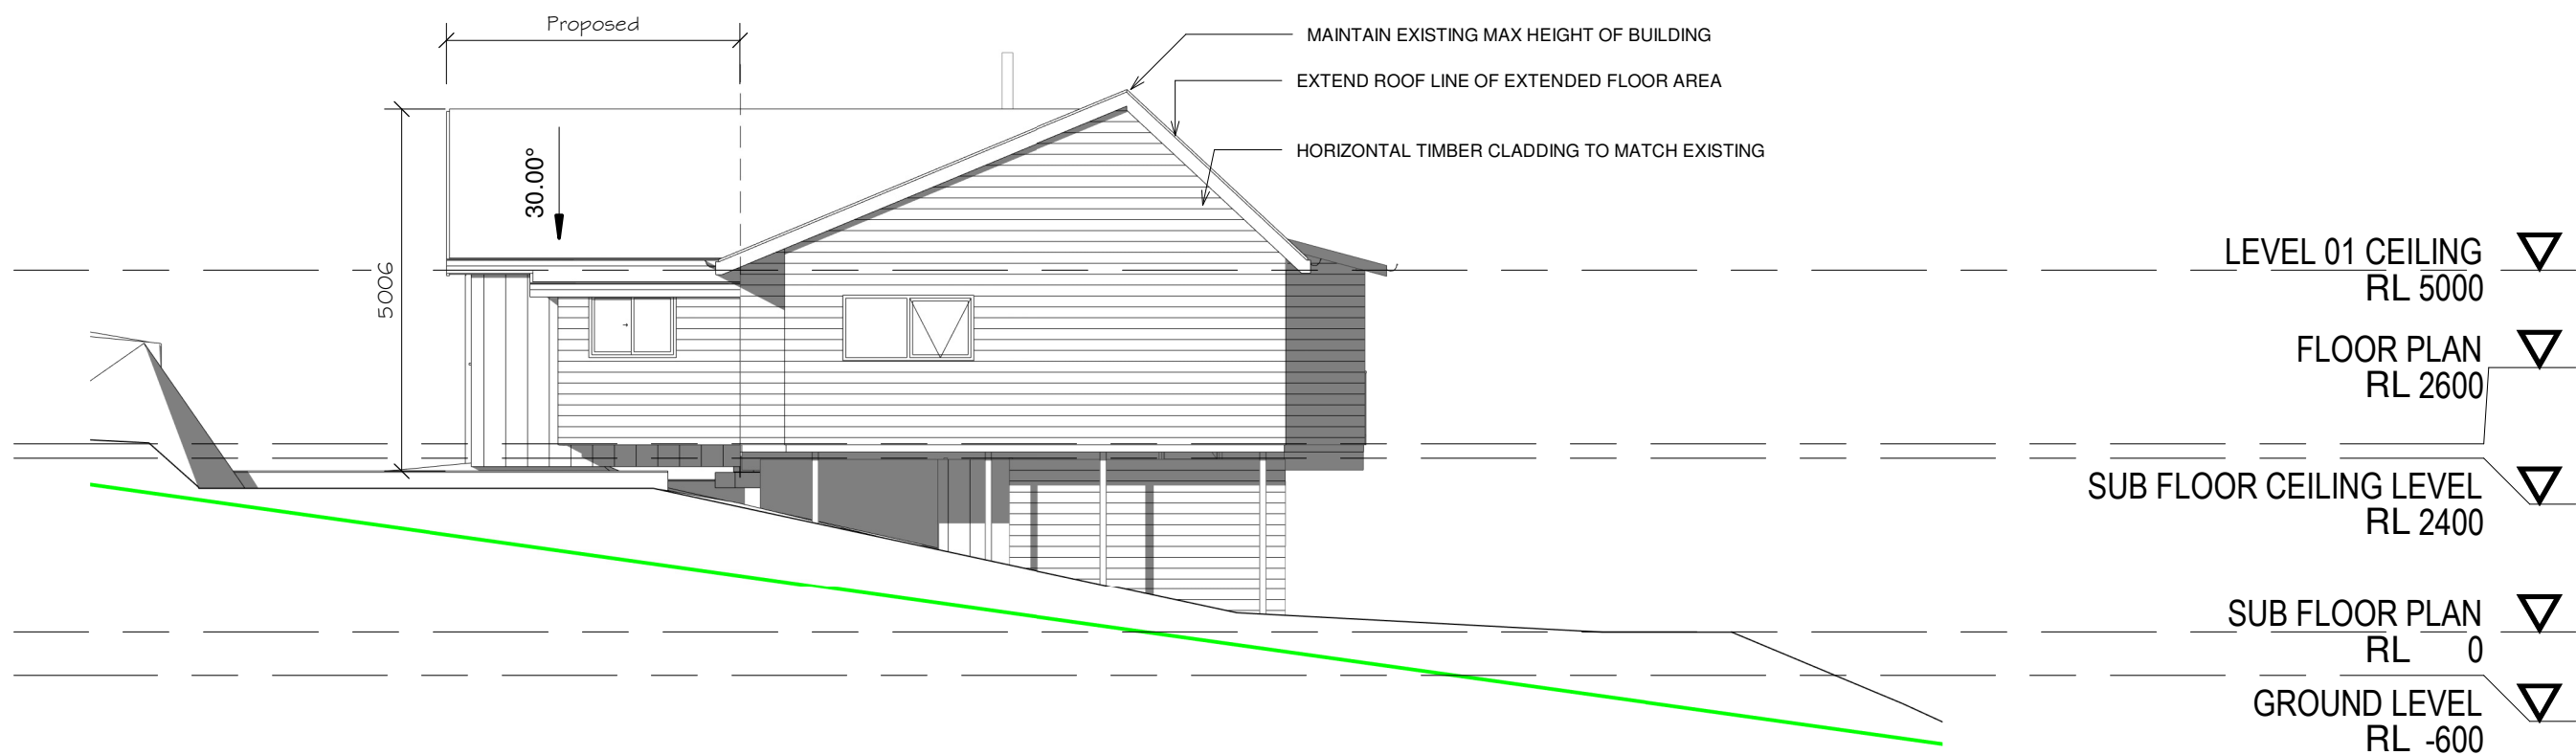 Proposed
MAINTAIN EXISTING MAX HEIGHT OF BUILDING
EXTEND ROOF LINE OF EXTENDED FLOOR AREA
HORIZONTAL TIMBER CLADDING TO MATCH EXISTING
30.00°
5006
LEVEL 01 CEILING
RL 5000
FLOOR PLAN
RL 2600
SUB FLOOR CEILING LEVEL
RL 2400
SUB FLOOR PLAN
RL 0
GROUND LEVEL
RL -600